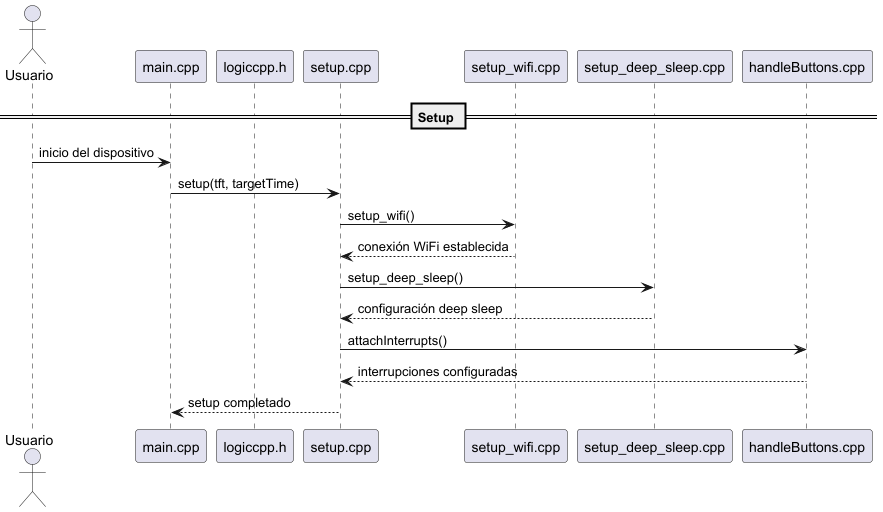 Usuario
main.cpp
logiccpp.h
setup.cpp
setup_wifi.cpp
setup_deep_sleep.cpp
handleButtons.cpp
Setup
inicio del dispositivo
setup(tft, targetTime)
setup_wifi()
conexión WiFi establecida
setup_deep_sleep()
configuración deep sleep
attachInterrupts()
interrupciones configuradas
setup completado
Usuario
main.cpp
logiccpp.h
setup.cpp
setup_wifi.cpp
setup_deep_sleep.cpp
handleButtons.cpp